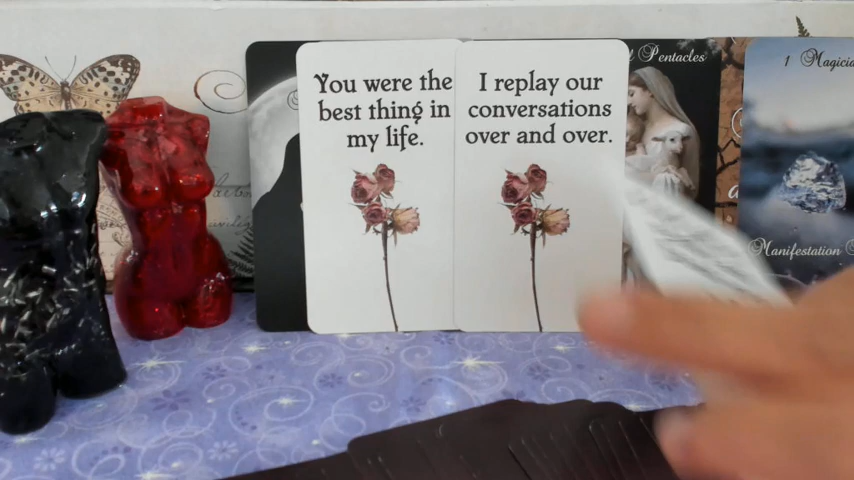 You were the
best thing in
my life.
I replay our
conversations
over and over.
Pentacles
1 Magicia
Manifestation